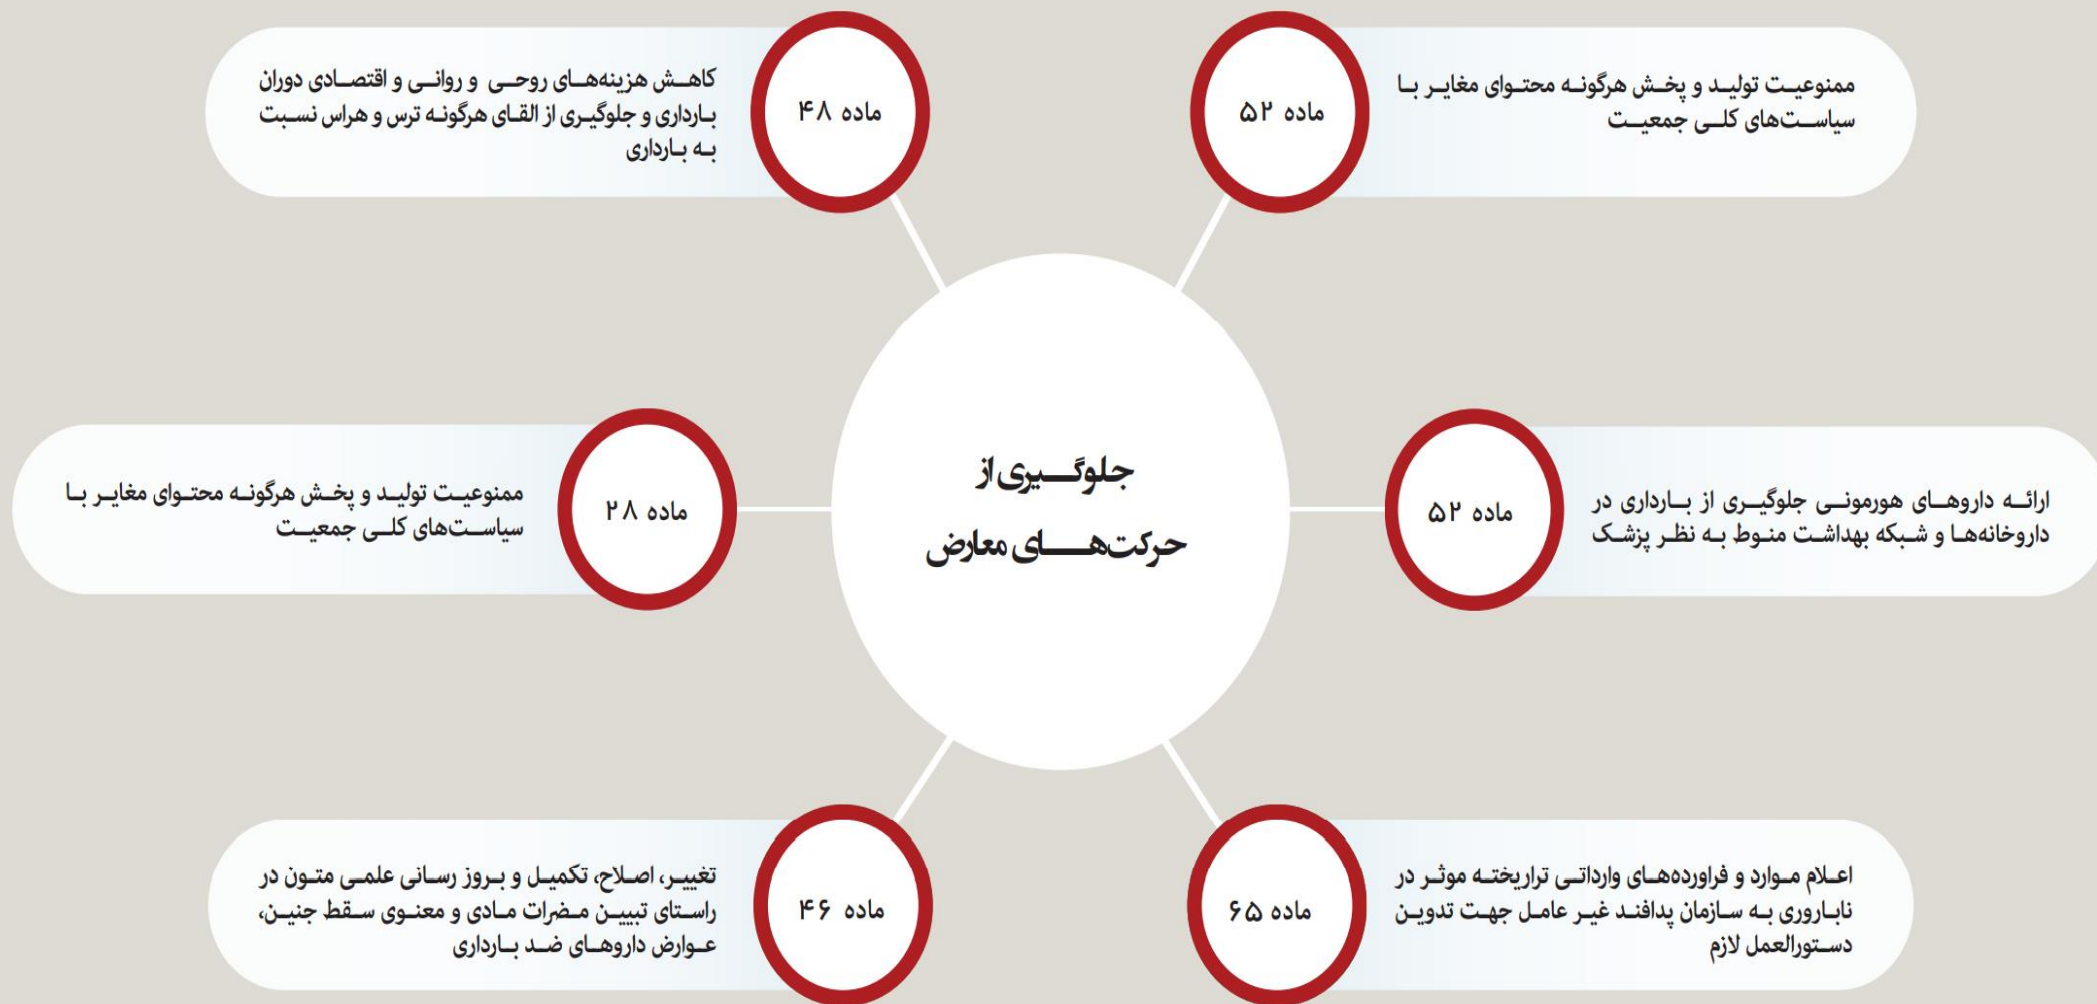 جلوگیری از
حرکت‌های معارض
ماده ۵۲
ممنوعیت تولید و پخش هرگونه محتوای مغایر با
سیاست‌های کلی جمعیت
ماده ۴۸
کاهش هزینه‌های روحی و روانی و اقتصادی دوران
بارداری و جلوگیری از القای هرگونه ترس و هراس نسبت
به بارداری
ماده ۵۲
ارائه داروهای هورمونی جلوگیری از بارداری در
داروخانه‌ها و شبکه بهداشت منوط به نظر پزشک
ماده ۲۸
ممنوعیت تولید و پخش هرگونه محتوای مغایر با
سیاست‌های کلی جمعیت
ماده ۶۵
اعلام موارد و فراورده‌های وارداتی تراریخته موثر در
ناباروری به سازمان پدافند غیر عامل جهت تدوین
دستورالعمل لازم
ماده ۴۶
تغییر، اصلاح، تکمیل و بروز رسانی علمی متون در
راستای تبیین مضرات مادی و معنوی سقط جنین،
عوارض داروهای ضد بارداری